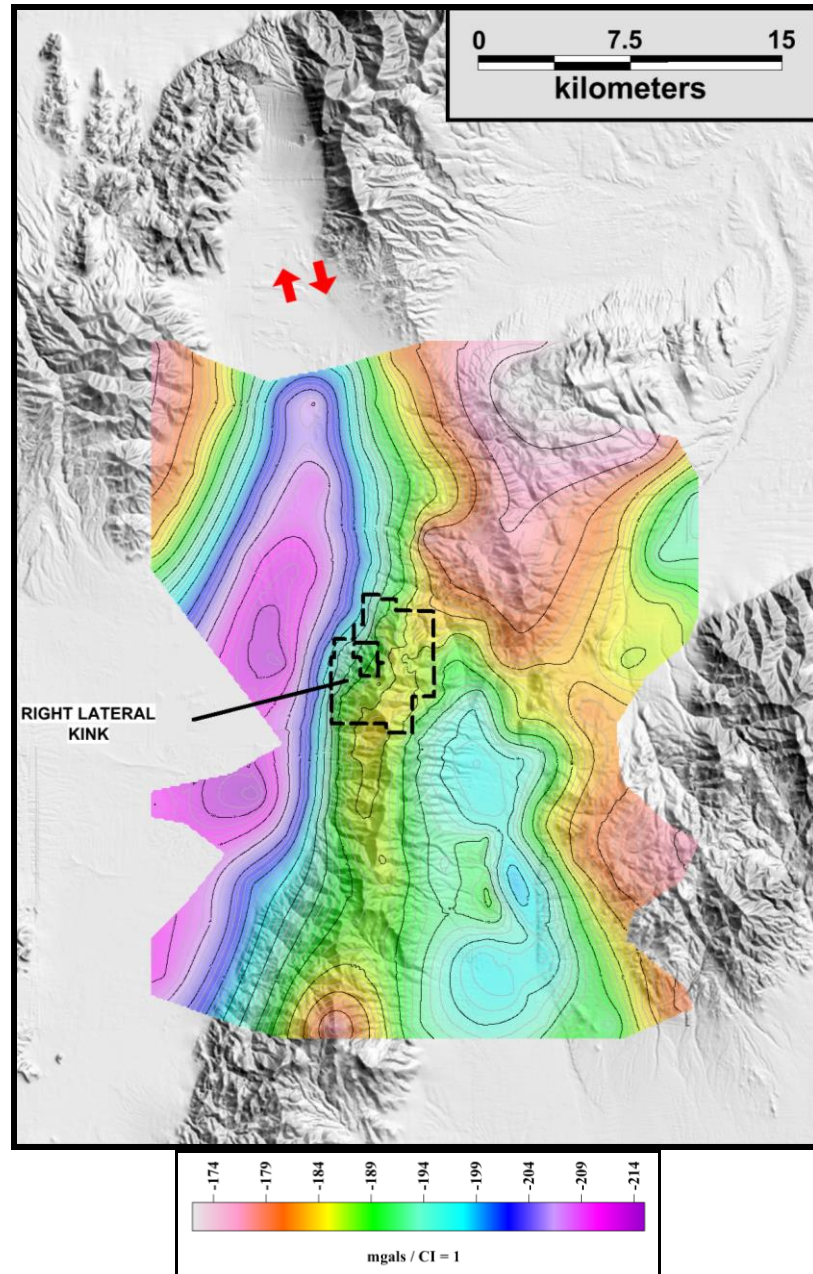 0 7.5 15
kilometers
RIGHT LATERAL
KINK
-174 -179 -184 -189 -194 -199 -204 -209 -214
mgals / CI = 1